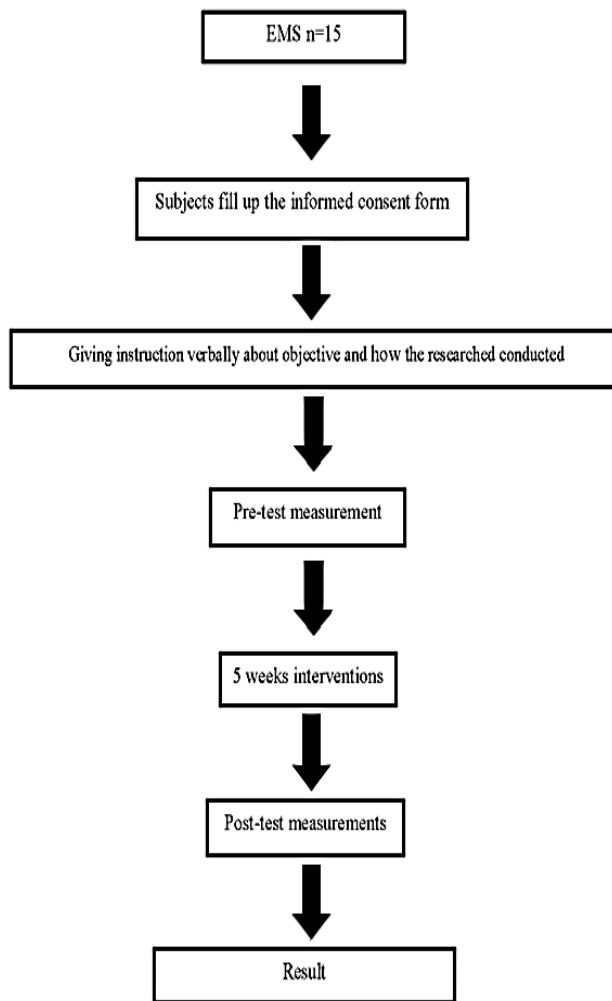 EMS n=15
Subjects fill up the informed consent form
Giving instruction verbally about objective and how the researched conducted
Pre-test measurement
5 weeks interventions
Post-test measurements
Result